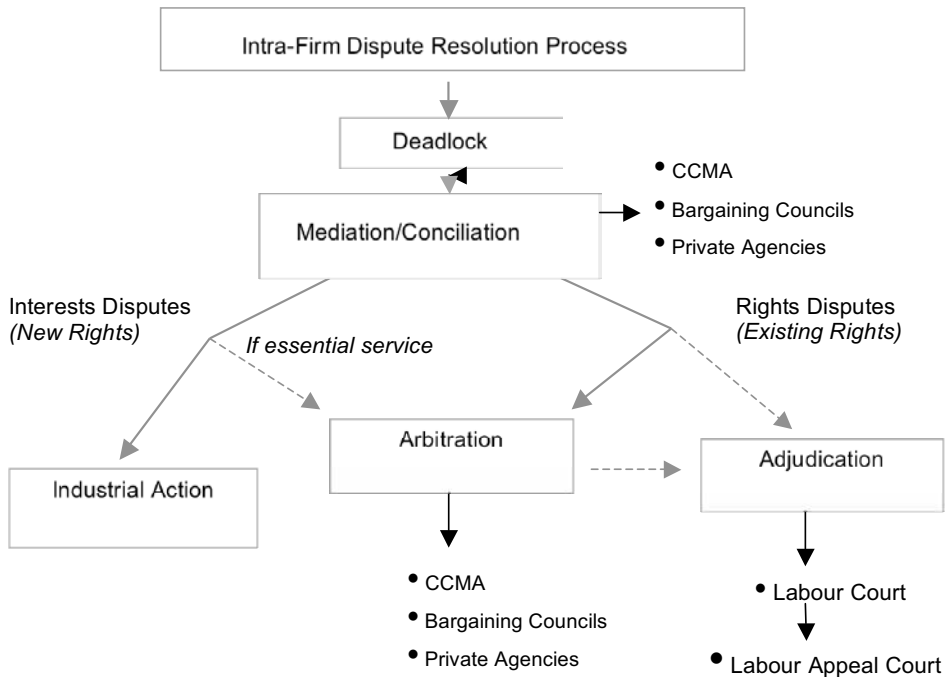 Intra-Firm Dispute Resolution Process
Deadlock
• CCMA
• Bargaining Councils
• Private Agencies
Mediation/Conciliation
Interests Disputes
(New Rights)
If essential service
Rights Disputes
(Existing Rights)
Arbitration
Adjudication
Industrial Action
• CCMA
• Bargaining Councils
• Private Agencies
• Labour Court
• Labour Appeal Court